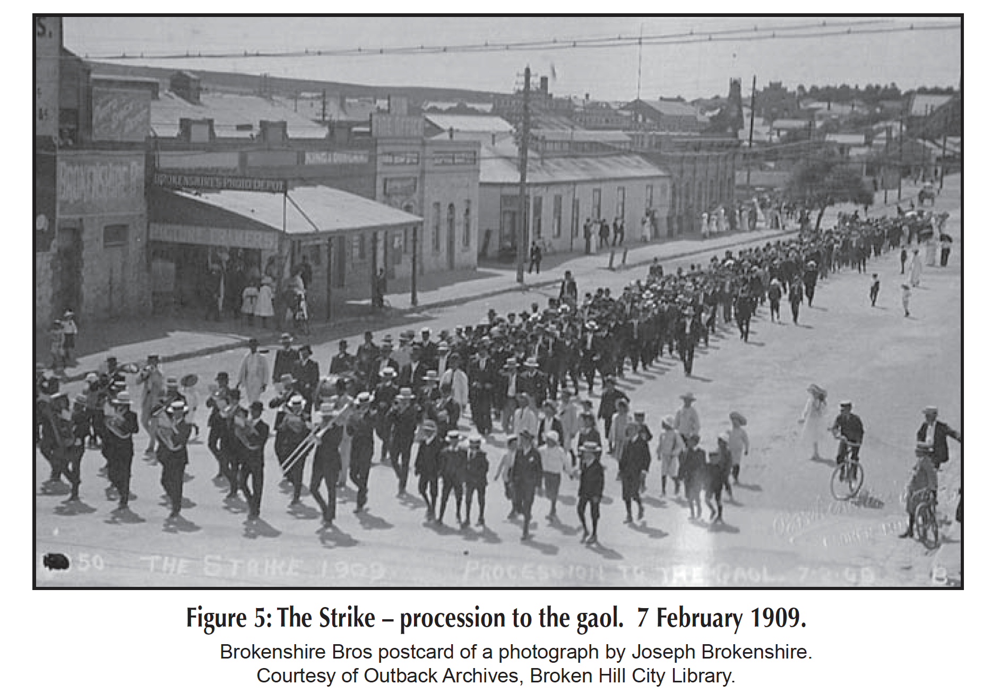 S.
BROKENSHIRE'S PHOTO DEPOT
50 THE STRIKE 1909. PROCESSION TO THE GAOL. 7-2-09 B.
Figure 5: The Strike – procession to the gaol. 7 February 1909.
Brokenshire Bros postcard of a photograph by Joseph Brokenshire.
Courtesy of Outback Archives, Broken Hill City Library.